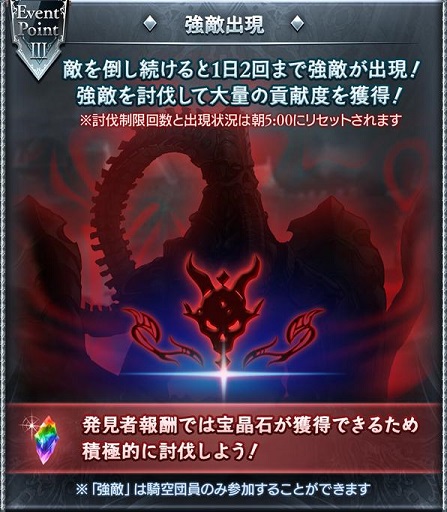 Event
Point
III
強敵出現
敵を倒し続けると1日2回まで強敵が出現!
強敵を討伐して大量の貢献度を獲得!
※討伐制限回数と出現状況は朝5:00にリセットされます
発見者報酬では宝晶石が獲得できるため
積極的に討伐しよう!
※「強敵」は騎空団員のみ参加することができます